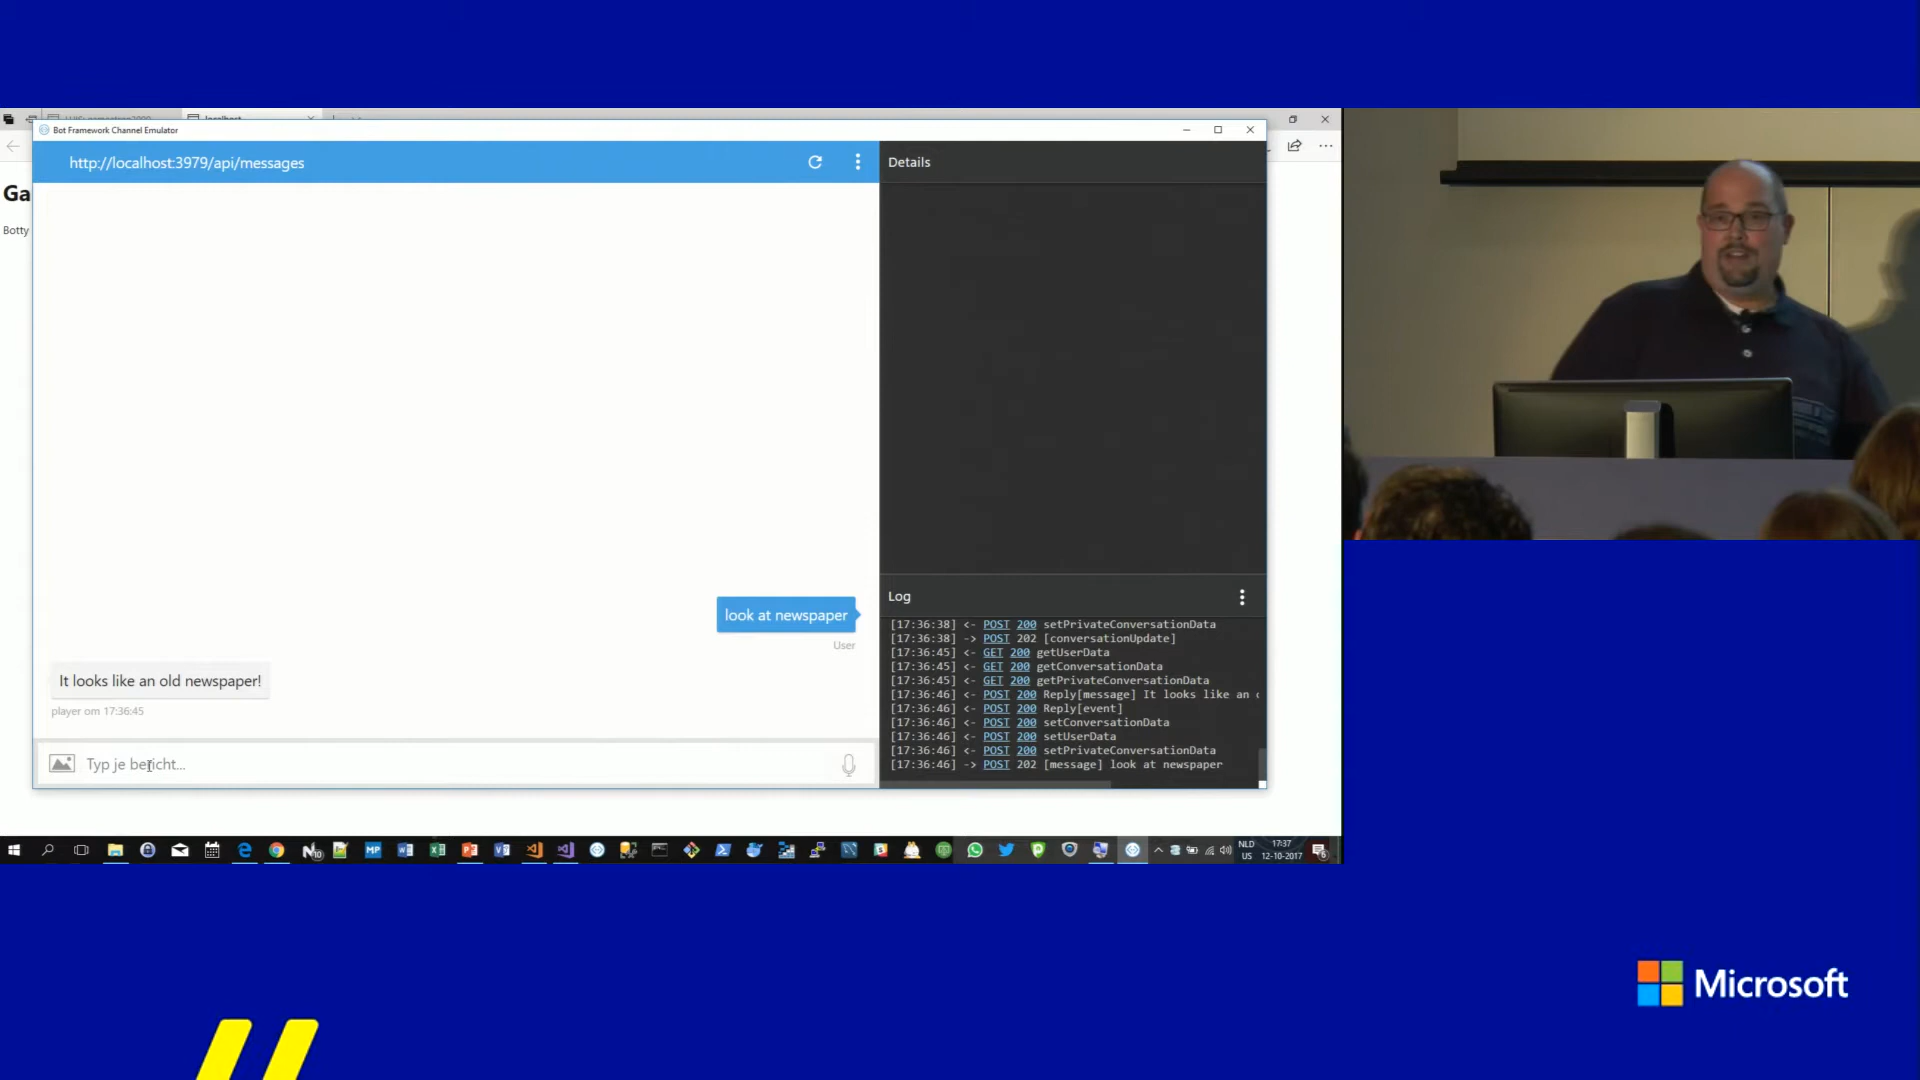 localhost
Bot Framework Channel Emulator
http://localhost:3979/api/messages
Details
Ga
Botty
look at newspaper
User
It looks like an old newspaper!
player om 17:36:45
Typ je bericht...
Log
[17:36:38] <- POST 200 setPrivateConversationData
[17:36:38] -> POST 202 [conversationUpdate]
[17:36:45] <- GET 200 getUserData
[17:36:45] <- GET 200 getConversationData
[17:36:45] <- GET 200 getPrivateConversationData
[17:36:46] <- POST 200 Reply[message] It looks like an
[17:36:46] <- POST 200 Reply[event]
[17:36:46] <- POST 200 setConversationData
[17:36:46] <- POST 200 setUserData
[17:36:46] <- POST 200 setPrivateConversationData
[17:36:46] -> POST 202 [message] look at newspaper
NLD 17:37
US 12-10-2017
Microsoft